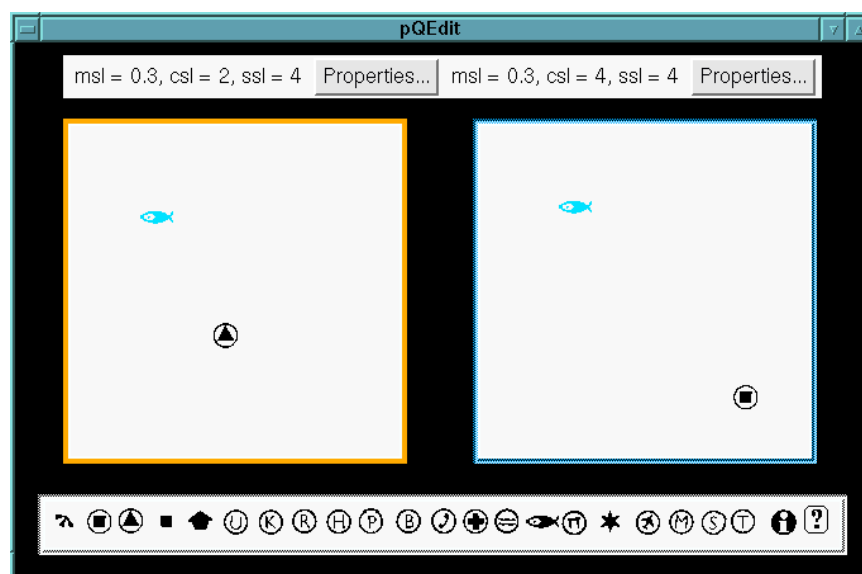 pQEdit
msl = 0.3, csl = 2, ssl = 4 Properties... msl = 0.3, csl = 4, ssl = 4 Properties...
U K R H P B M S T i ?